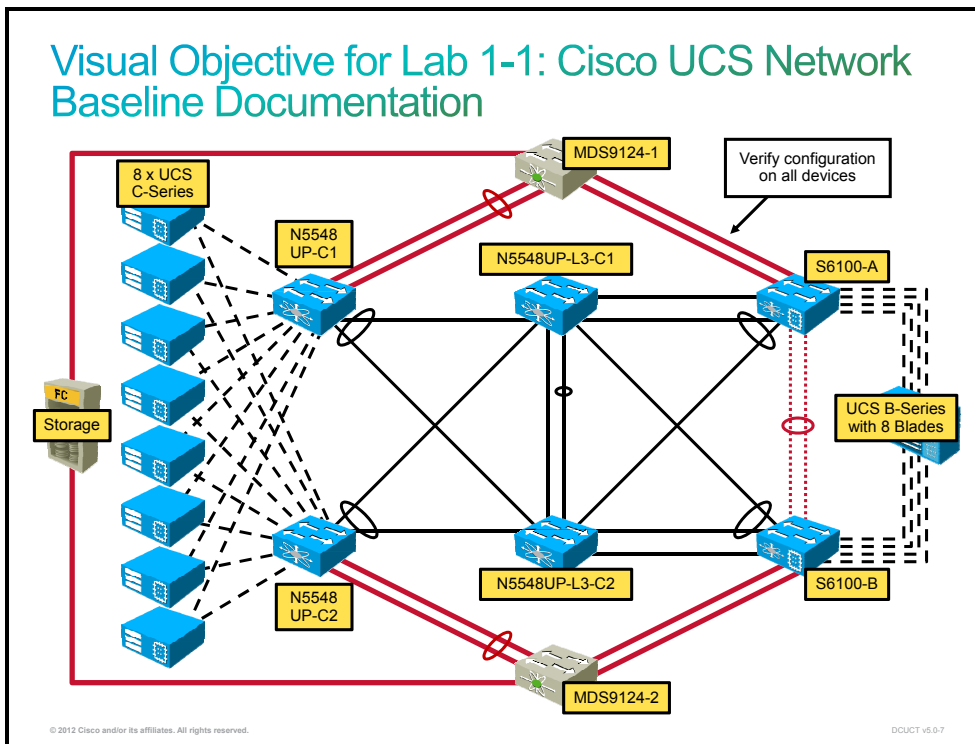 Visual Objective for Lab 1-1: Cisco UCS Network
Baseline Documentation
MDS9124-1
Verify configuration
on all devices
8 x UCS
C-Series
N5548
UP-C1
N5548UP-L3-C1
S6100-A
FC
Storage
UCS B-Series
with 8 Blades
N5548
UP-C2
N5548UP-L3-C2
S6100-B
MDS9124-2
© 2012 Cisco and/or its affiliates. All rights reserved.
DCUCT v5.0-7